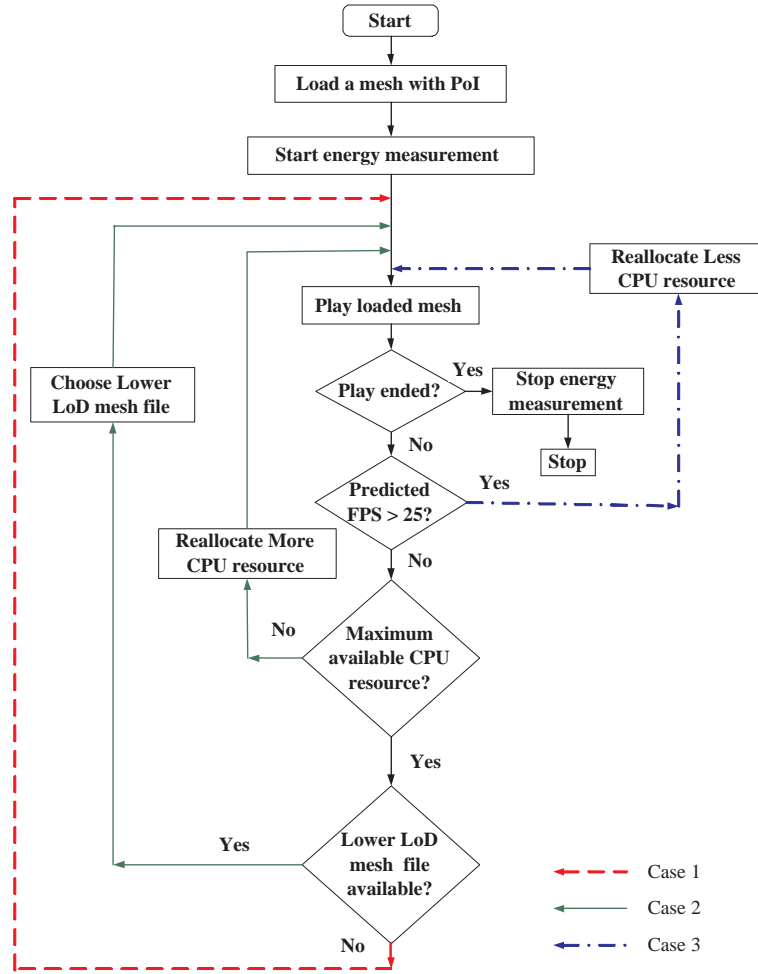 Start
Load a mesh with PoI
Start energy measurement
Reallocate Less
CPU resource
Play loaded mesh
Choose Lower
LoD mesh file
Play ended?
Yes
Stop energy
measurement
No
Stop
Predicted
FPS > 25?
Yes
Reallocate More
CPU resource
No
No
Maximum
available CPU
resource?
Yes
Yes
Lower LoD
mesh file
available?
No
Case 1
Case 2
Case 3